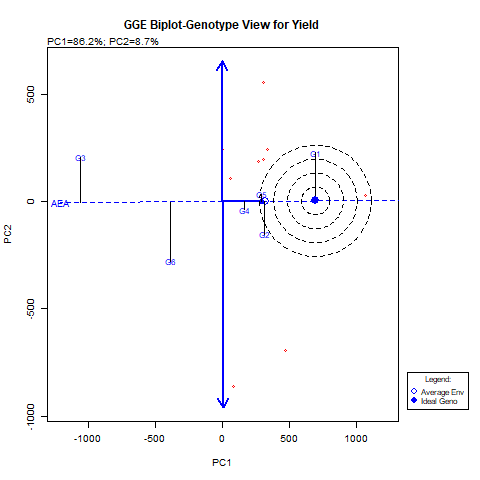 GGE Biplot-Genotype View for Yield
PC1=86.2%; PC2=8.7%
500
0
-500
-1000
PC2
G3
AEA
G6
G5
G4
G2
G1
-1000
-500
0
500
1000
PC1
Legend:
Average Env
Ideal Geno